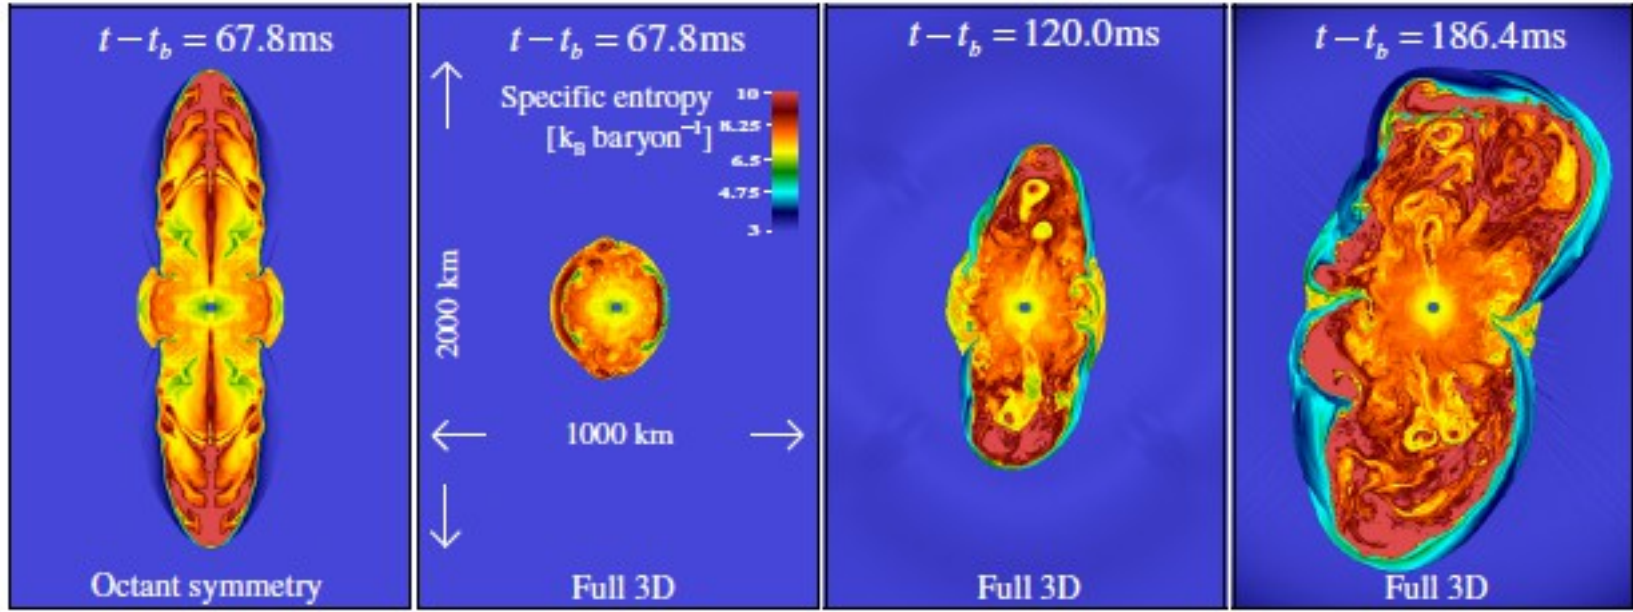 t−t_b = 67.8ms
Octant symmetry
t−t_b = 67.8ms
Specific entropy
[k_B baryon⁻¹]
10
8.25
6.5
4.75
3
2000 km
1000 km
Full 3D
t−t_b = 120.0ms
Full 3D
t−t_b = 186.4ms
Full 3D